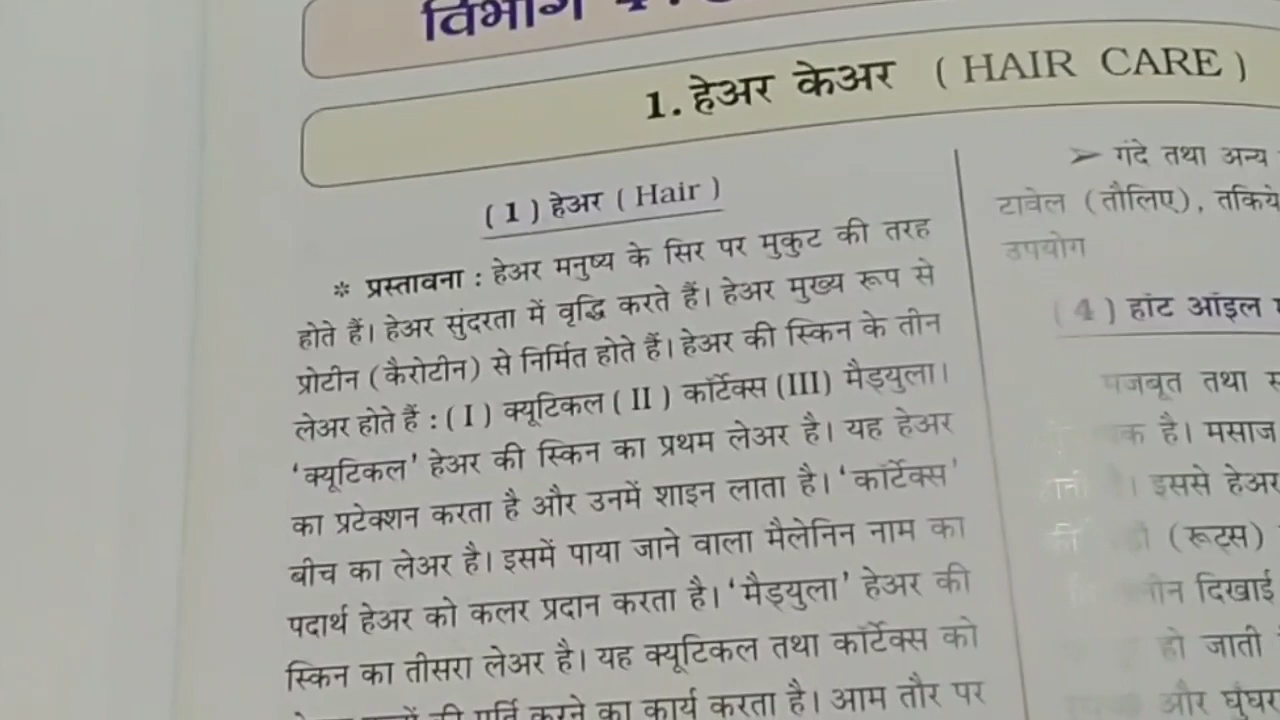 विभाग
1. हेअर केअर ( HAIR CARE )
( 1 ) हेअर ( Hair )
* प्रस्तावना : हेअर मनुष्य के सिर पर मुकुट की तरह
होते हैं। हेअर सुंदरता में वृद्धि करते हैं। हेअर मुख्य रूप से
प्रोटीन (कैरोटीन) से निर्मित होते हैं। हेअर की स्किन के तीन
लेअर होते हैं : ( I ) क्यूटिकल ( II ) कॉर्टेक्स (III) मैड्युला।
'क्यूटिकल' हेअर की स्किन का प्रथम लेअर है। यह हेअर
का प्रटेक्शन करता है और उनमें शाइन लाता है। 'कॉर्टेक्स'
बीच का लेअर है। इसमें पाया जाने वाला मैलेनिन नाम का
पदार्थ हेअर को कलर प्रदान करता है। 'मैड्युला' हेअर की
स्किन का तीसरा लेअर है। यह क्यूटिकल तथा कॉर्टेक्स को
पूर्ति करने का कार्य करता है। आम तौर पर
➢ गंदे तथा अन्य
टावेल (तौलिए), तकिये
उपयोग
( 4 ) हॉट ऑइल
मजबूत तथा
है। मसाज
। इससे हेअर
(रूट्स)
दिखाई
हो जाती
और घुंघर